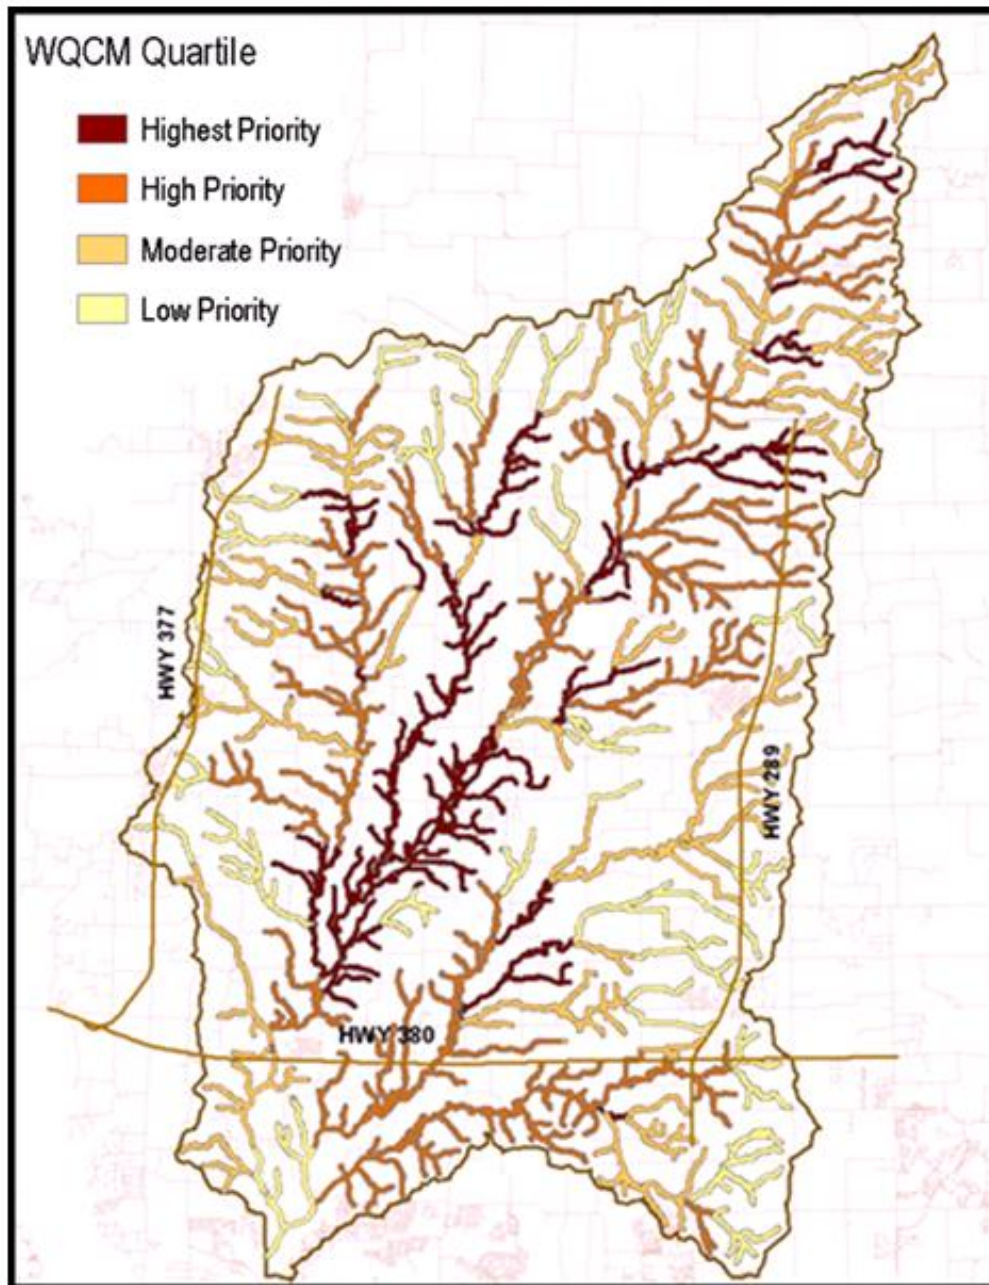 WQCM Quartile
Highest Priority
High Priority
Moderate Priority
Low Priority
HWY 377
HWY 289
HWY 380